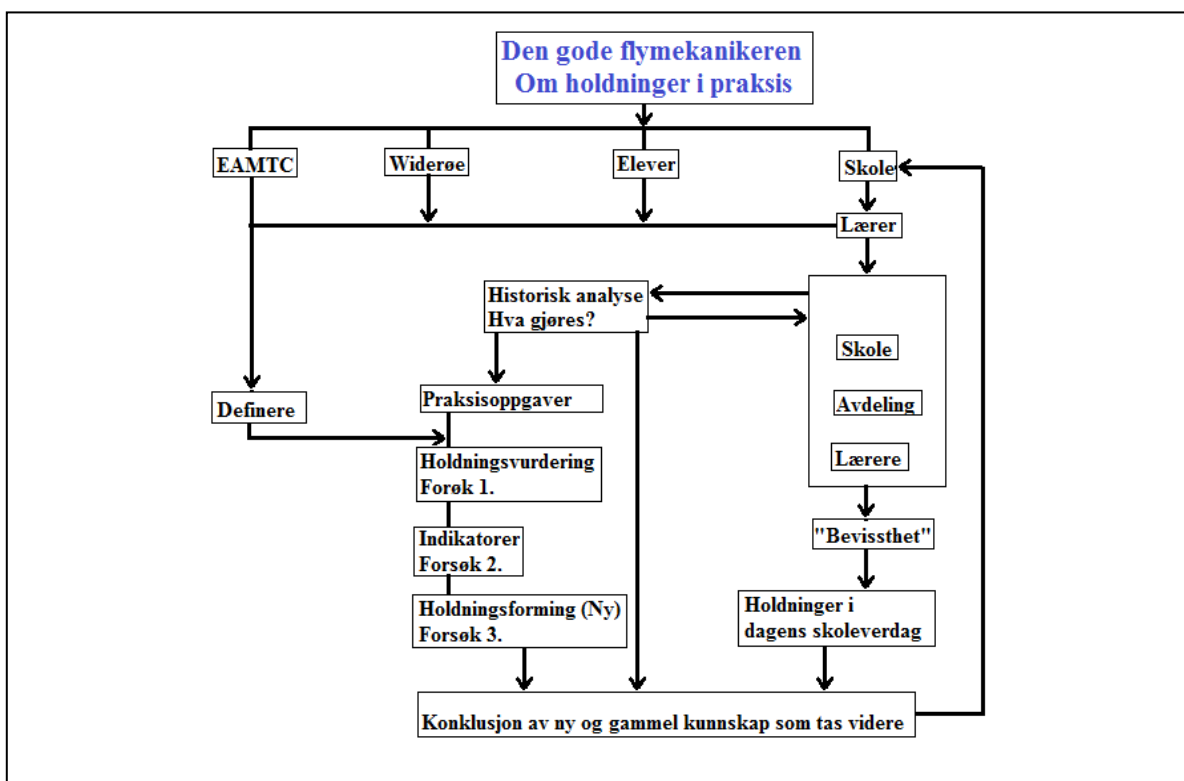 Den gode flymekanikeren
Om holdninger i praksis
EAMTC
Widerøe
Elever
Skole
Lærer
Historisk analyse
Hva gjøres?
Skole
Avdeling
Lærere
Definere
Praksisoppgaver
Holdningsvurdering
Forøk 1.
Indikatorer
Forsøk 2.
Holdningsforming (Ny)
Forsøk 3.
"Bevissthet"
Holdninger i
dagens skoleverdag
Konklusjon av ny og gammel kunnskap som tas videre